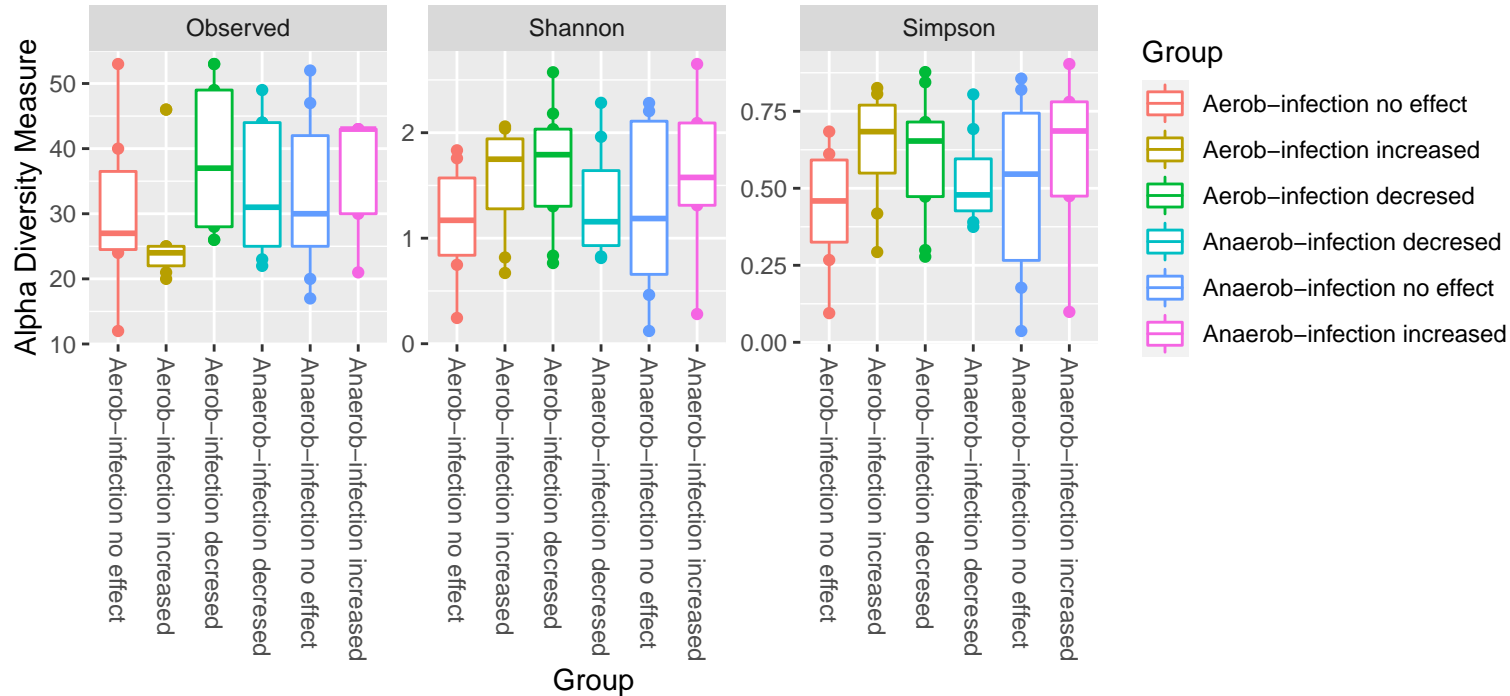 Observed
Shannon
Simpson
Alpha Diversity Measure
50
40
30
20
10
2
1
0
0.75
0.50
0.25
0.00
Aerob−infection no effect
Aerob−infection increased
Aerob−infection decresed
Anaerob−infection decresed
Anaerob−infection no effect
Anaerob−infection increased
Aerob−infection no effect
Aerob−infection increased
Aerob−infection decresed
Anaerob−infection decresed
Anaerob−infection no effect
Anaerob−infection increased
Aerob−infection no effect
Aerob−infection increased
Aerob−infection decresed
Anaerob−infection decresed
Anaerob−infection no effect
Anaerob−infection increased
Group
Group
Aerob−infection no effect
Aerob−infection increased
Aerob−infection decresed
Anaerob−infection decresed
Anaerob−infection no effect
Anaerob−infection increased